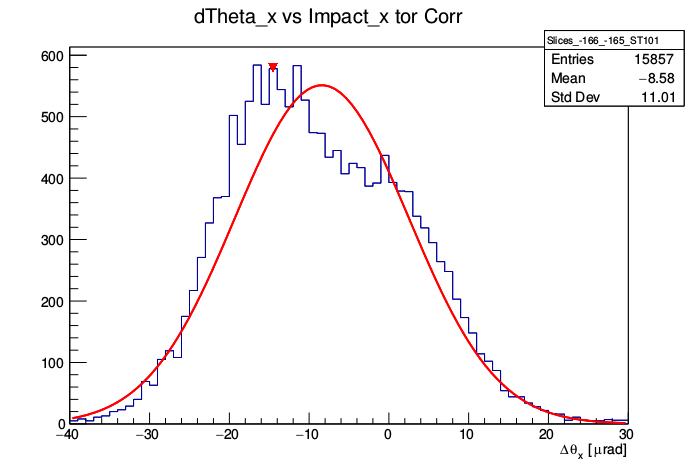 dTheta_x vs Impact_x tor Corr
Slices_-166_-165_ST101
Entries 15857
Mean −8.58
Std Dev 11.01
600
500
400
300
200
100
0
−40 −30 −20 −10 0 10 20 30
Δθx [μrad]